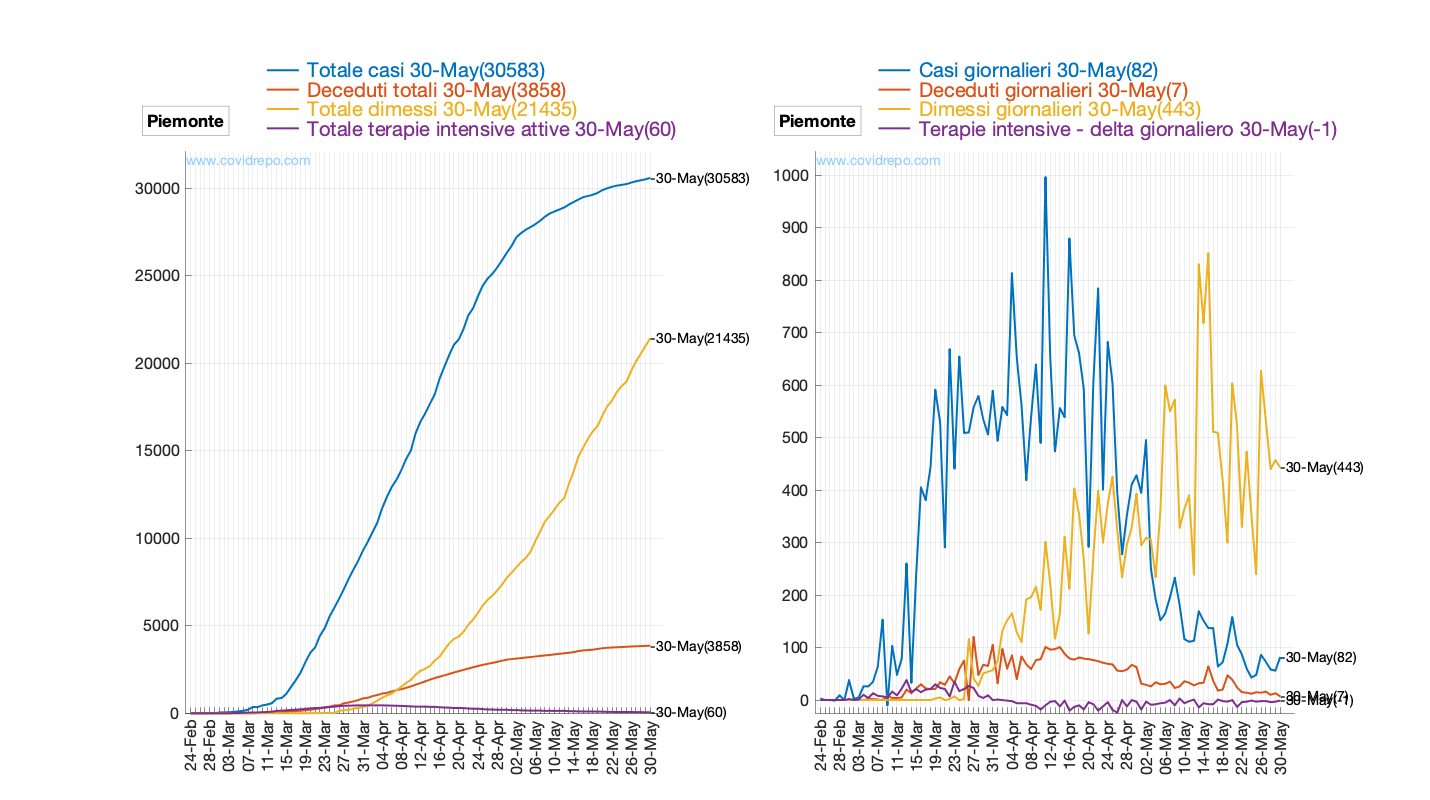 Totale casi 30-May(30583)
Deceduti totali 30-May(3858)
Totale dimessi 30-May(21435)
Totale terapie intensive attive 30-May(60)
Piemonte
www.covidrepo.com
30000
25000
20000
15000
10000
5000
0
30-May(30583)
30-May(21435)
30-May(3858)
30-May(60)
24-Feb
28-Feb
03-Mar
07-Mar
11-Mar
15-Mar
19-Mar
23-Mar
27-Mar
31-Mar
04-Apr
08-Apr
12-Apr
16-Apr
20-Apr
24-Apr
28-Apr
02-May
06-May
10-May
14-May
18-May
22-May
26-May
30-May
Casi giornalieri 30-May(82)
Deceduti giornalieri 30-May(7)
Dimessi giornalieri 30-May(443)
Terapie intensive - delta giornaliero 30-May(-1)
Piemonte
www.covidrepo.com
1000
900
800
700
600
500
400
300
200
100
0
30-May(443)
30-May(82)
30-May(7)
30-May(-1)
24-Feb
28-Feb
03-Mar
07-Mar
11-Mar
15-Mar
19-Mar
23-Mar
27-Mar
31-Mar
04-Apr
08-Apr
12-Apr
16-Apr
20-Apr
24-Apr
28-Apr
02-May
06-May
10-May
14-May
18-May
22-May
26-May
30-May